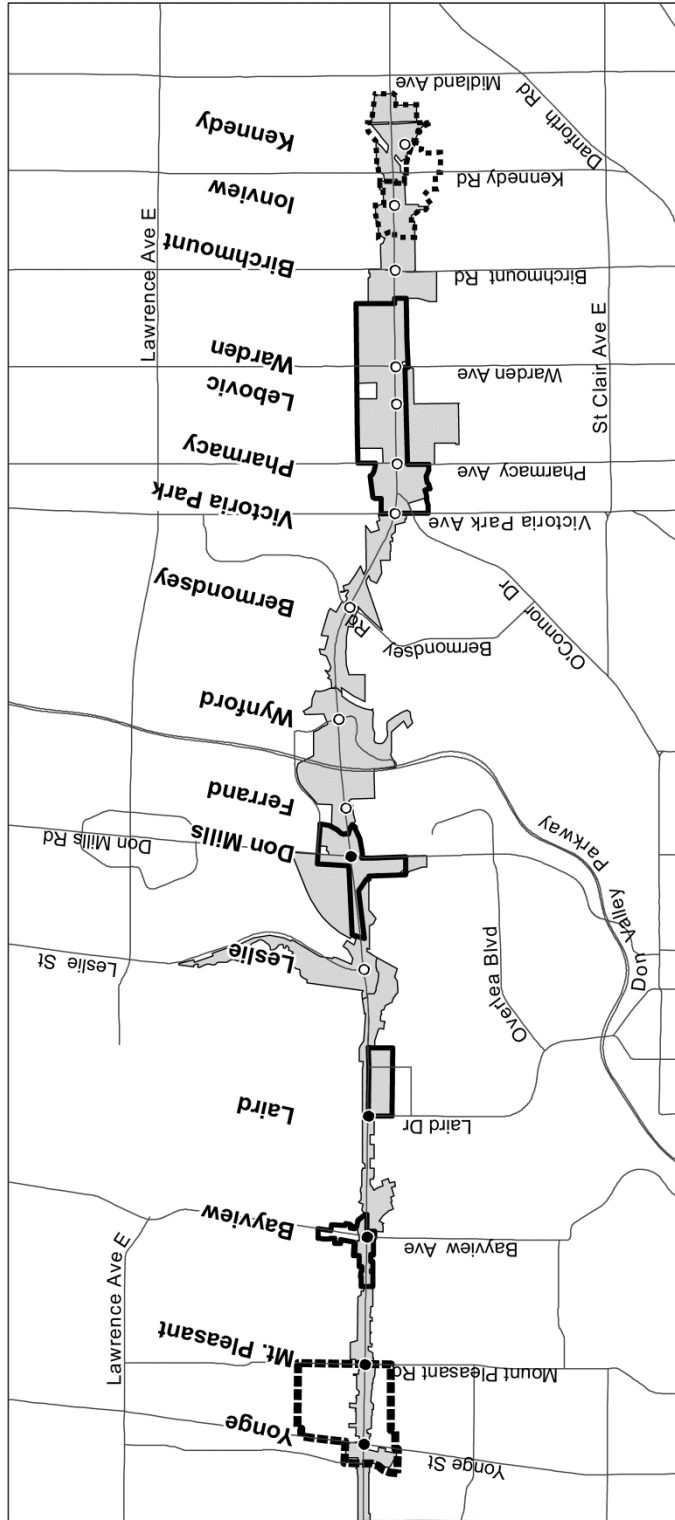 Midland Ave
Danforth Rd
Kennedy
Kennedy Rd
Ionview
Birchmount
Birchmount Rd
Lawrence Ave E
Warden
Warden Ave
Lebovic
St Clair Ave E
Pharmacy
Pharmacy Ave
Victoria Park
Victoria Park Ave
Bermondsey
Bermondsey
Rd
O'Connor Dr
Wynford
Ferrand
Don Mills
Don Mills Rd
Don Valley Parkway
Leslie
Leslie St
Overlea Blvd
Laird
Laird Dr
Bayview
Bayview Ave
Lawrence Ave E
Mt. Pleasant
Mount Pleasant Rd
Yonge
Yonge St